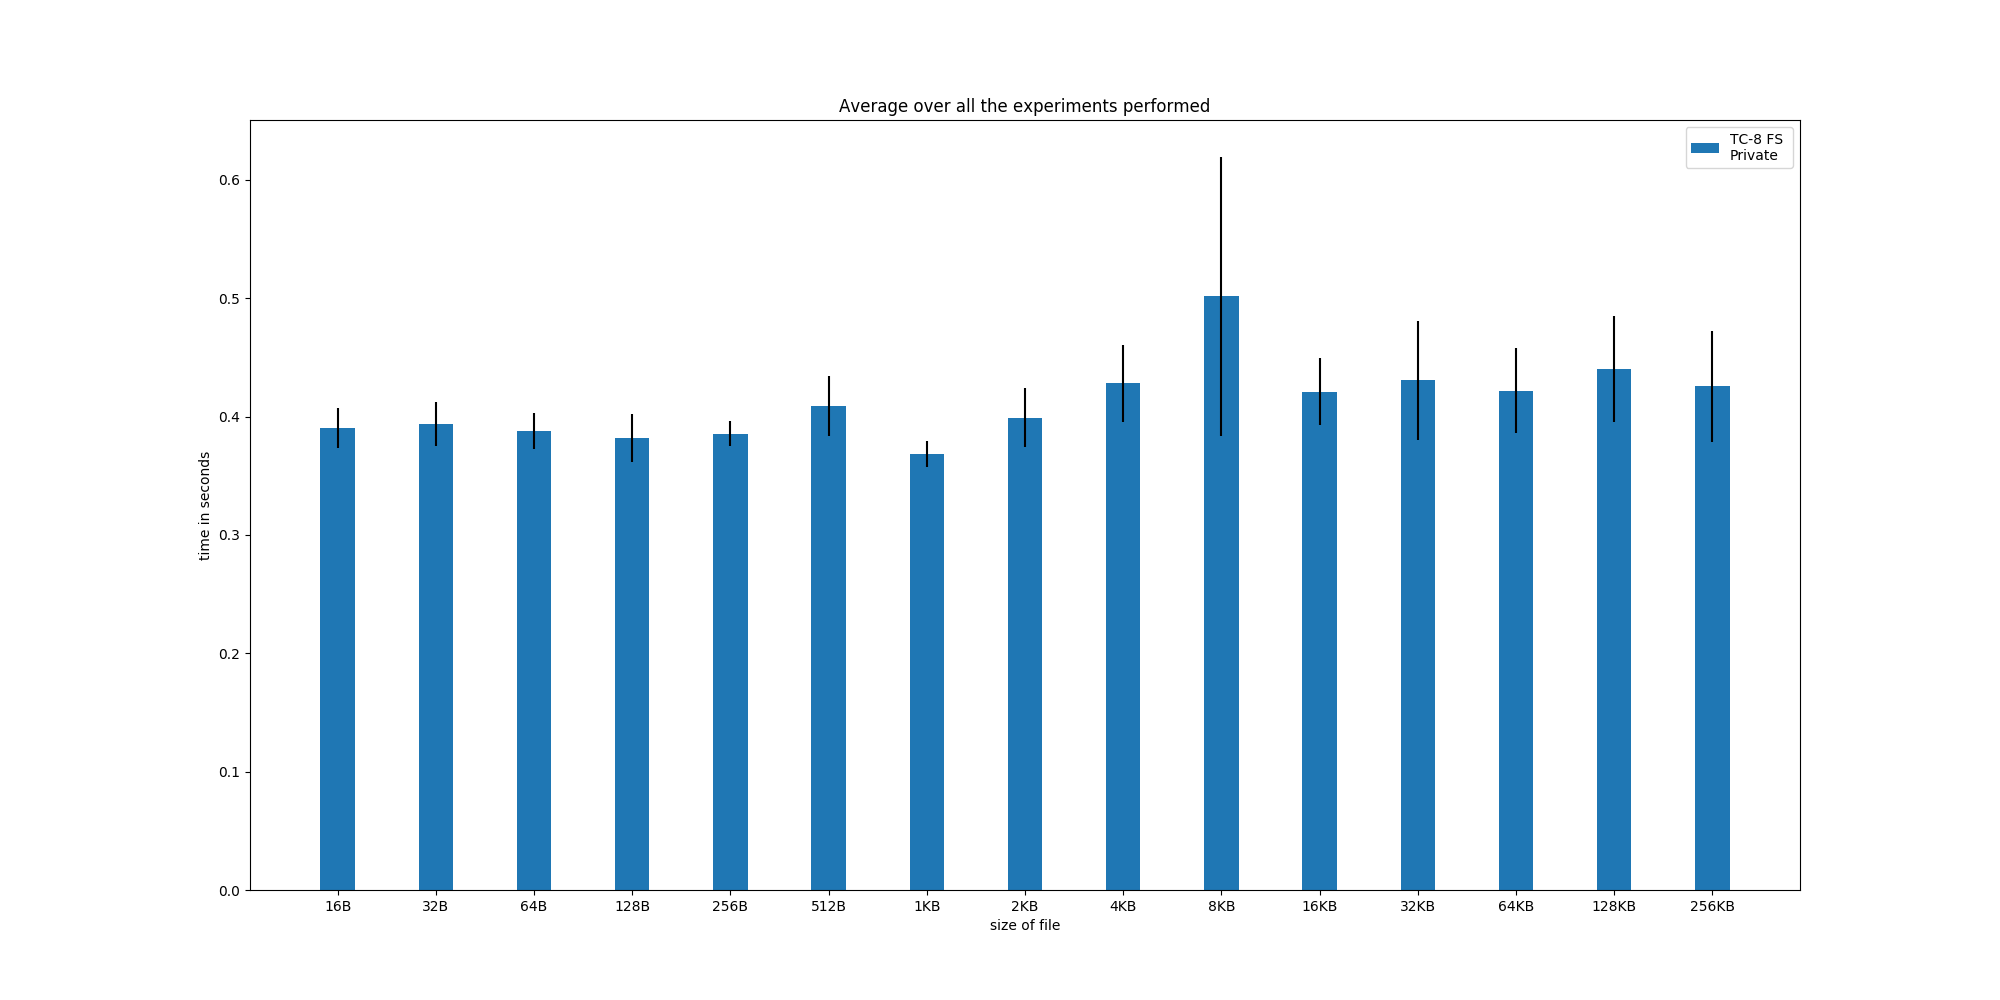 Average over all the experiments performed
TC-8 FS
Private
time in seconds
0.6
0.5
0.4
0.3
0.2
0.1
0.0
16B 32B 64B 128B 256B 512B 1KB 2KB 4KB 8KB 16KB 32KB 64KB 128KB 256KB
size of file